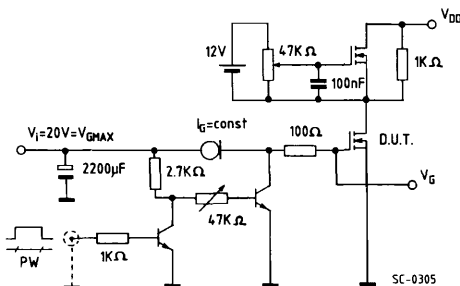 V_DD
12V
47KΩ
1KΩ
100nF
V_i=20V=V_GMAX
I_G=const
100Ω
D.U.T.
2200μF
2.7KΩ
V_G
47KΩ
1KΩ
PW
SC-0305